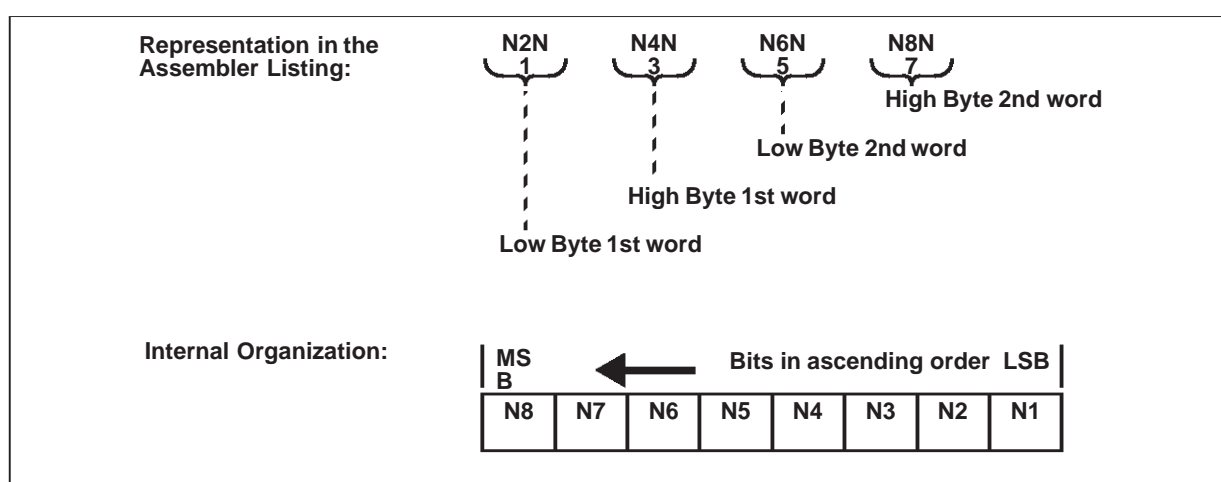 Representation in the
Assembler Listing:
N2N
1
N4N
3
N6N
5
N8N
7
High Byte 2nd word
Low Byte 2nd word
High Byte 1st word
Low Byte 1st word
Internal Organization:
MS
B
Bits in ascending order LSB
N8 N7 N6 N5 N4 N3 N2 N1